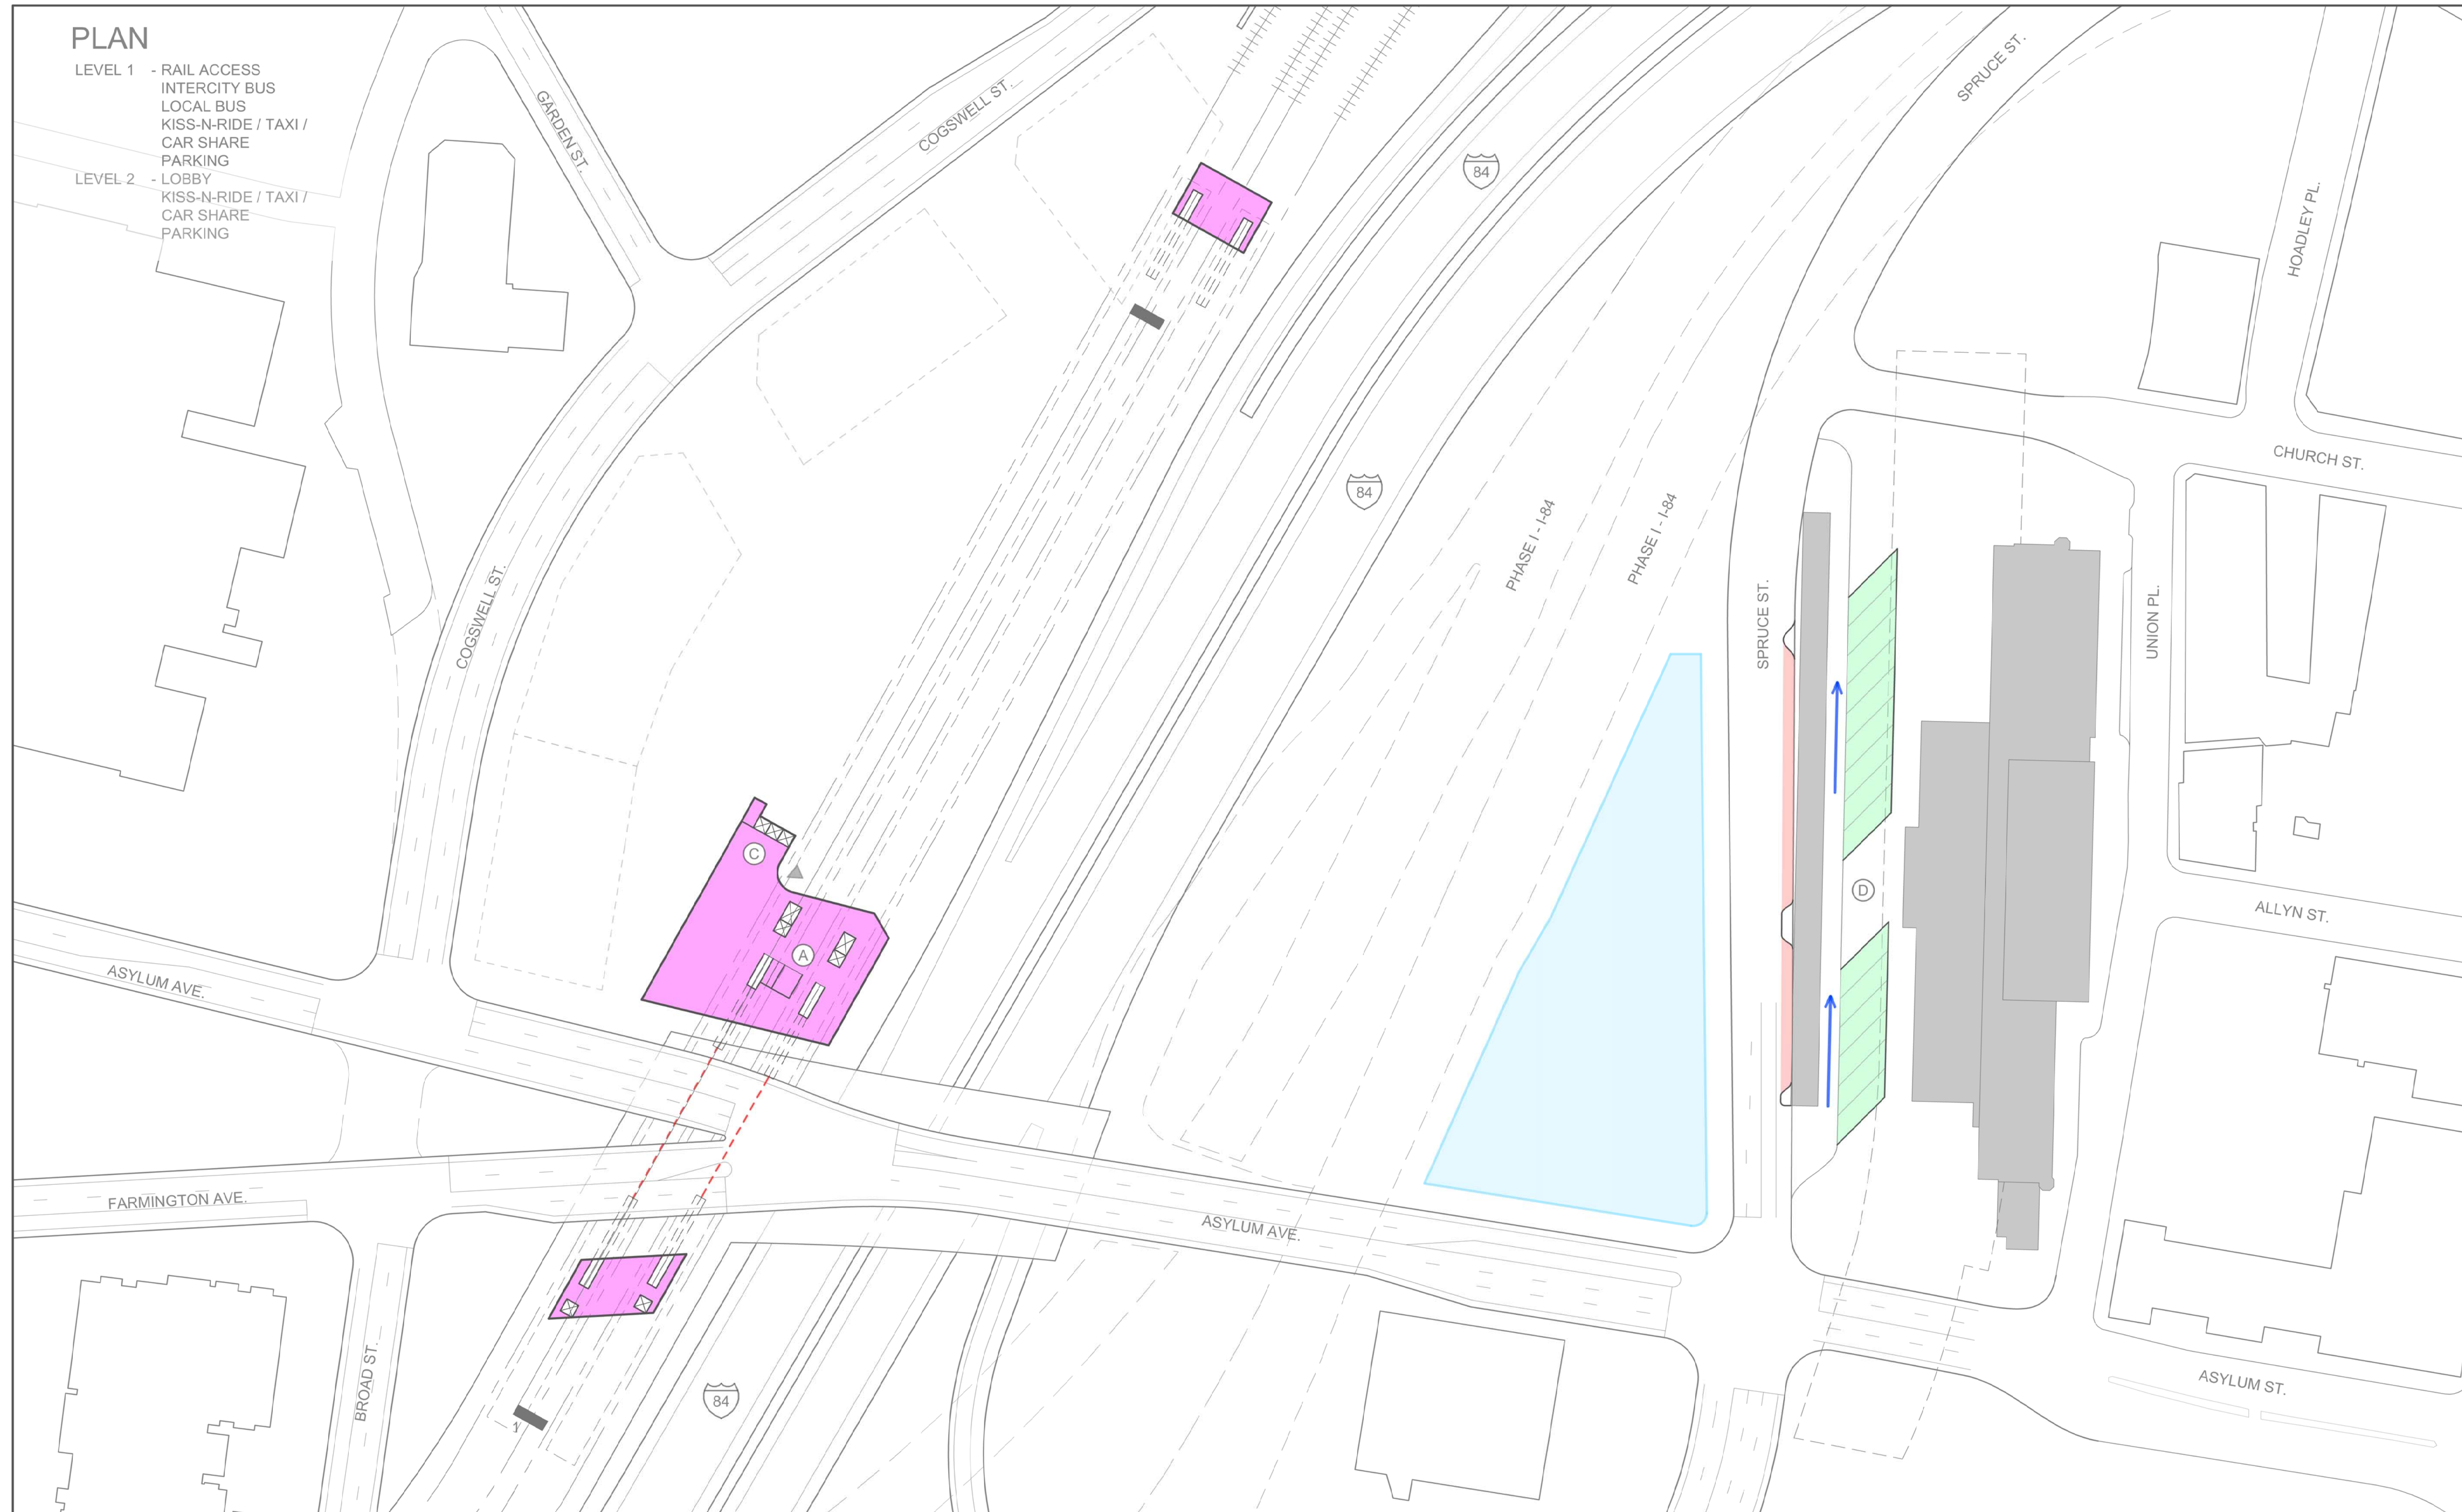 PLAN
LEVEL 1 - RAIL ACCESS
INTERCITY BUS
LOCAL BUS
KISS-N-RIDE / TAXI /
CAR SHARE
PARKING
LEVEL 2 - LOBBY
KISS-N-RIDE / TAXI /
CAR SHARE
PARKING
GARDEN ST.
COGSWELL ST.
SPRUCE ST.
84
HOADLEY PL.
CHURCH ST.
84
PHASE I - I-84
PHASE I - I-84
COGSWELL ST.
SPRUCE ST.
UNION PL.
C
D
A
ALLYN ST.
ASYLUM AVE.
FARMINGTON AVE.
ASYLUM AVE.
BROAD ST.
84
1
ASYLUM ST.